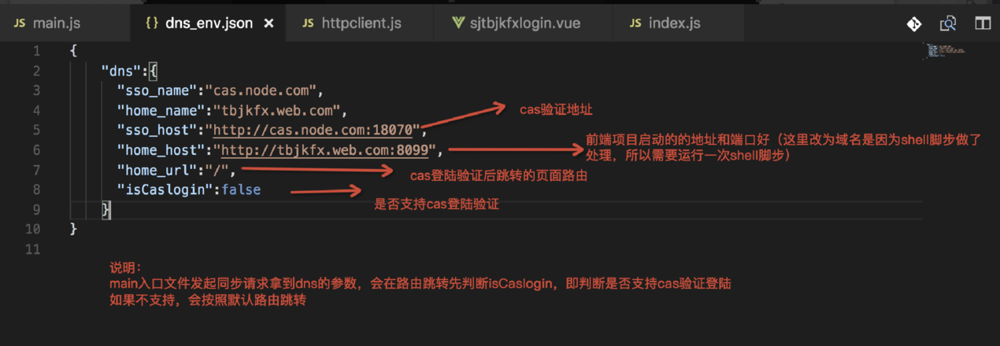 JS main.js {} dns_env.json × JS httpclient.js sjtbjkfxlogin.vue JS index.js
1 {
2 "dns":{
3 "sso_name":"cas.node.com",
4 "home_name":"tbjkfx.web.com",
5 "sso_host":"http://cas.node.com:18070",
cas验证地址
6 "home_host":"http://tbjkfx.web.com:8099",
前端项目启动的的地址和端口好（这里改为域名是因为shell脚步做了
处理，所以需要运行一次shell脚步）
7 "home_url":"/",
cas登陆验证后跳转的页面路由
8 "isCaslogin":false
是否支持cas登陆验证
9 }
10 }
11
说明：
main入口文件发起同步请求拿到dns的参数，会在路由跳转先判断isCaslogin，即判断是否支持cas验证登陆
如果不支持，会按照默认路由跳转